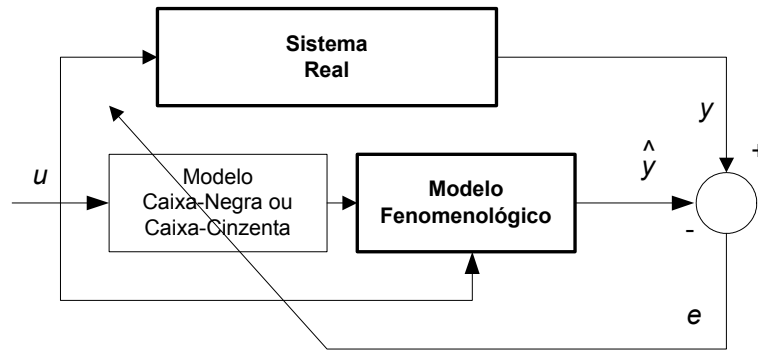 Sistema
Real
y
u
Modelo
Caixa-Negra ou
Caixa-Cinzenta
Modelo
Fenomenológico
^
y
+
-
e